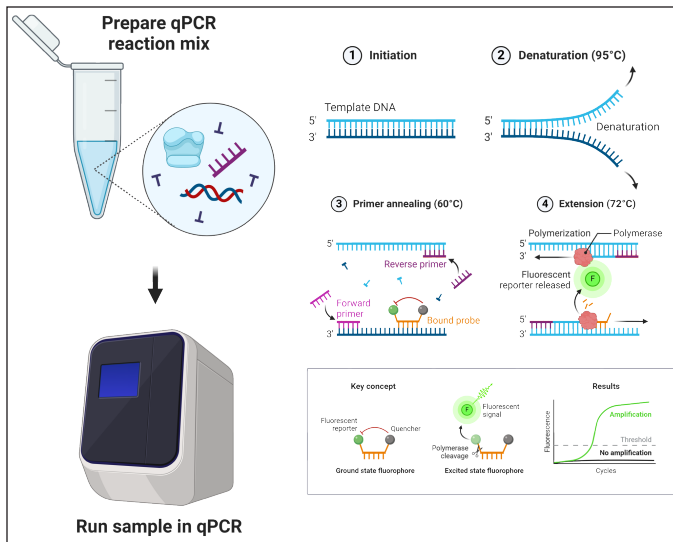 Prepare qPCR
reaction mix
Run sample in qPCR
1 Initiation
Template DNA
5'
3'
2 Denaturation (95°C)
5'
3'
Denaturation
3 Primer annealing (60°C)
5'
Reverse primer
Forward
primer
Bound probe
3'
4 Extension (72°C)
Polymerization
Polymerase
5'
3'
Fluorescent
reporter released
F
5'
3'
Key concept
Fluorescent
reporter
Quencher
Ground state fluorophore
F
Fluorescent
signal
Polymerase
cleavage
Excited state fluorophore
Results
Fluorescence
Amplification
Threshold
No amplification
Cycles